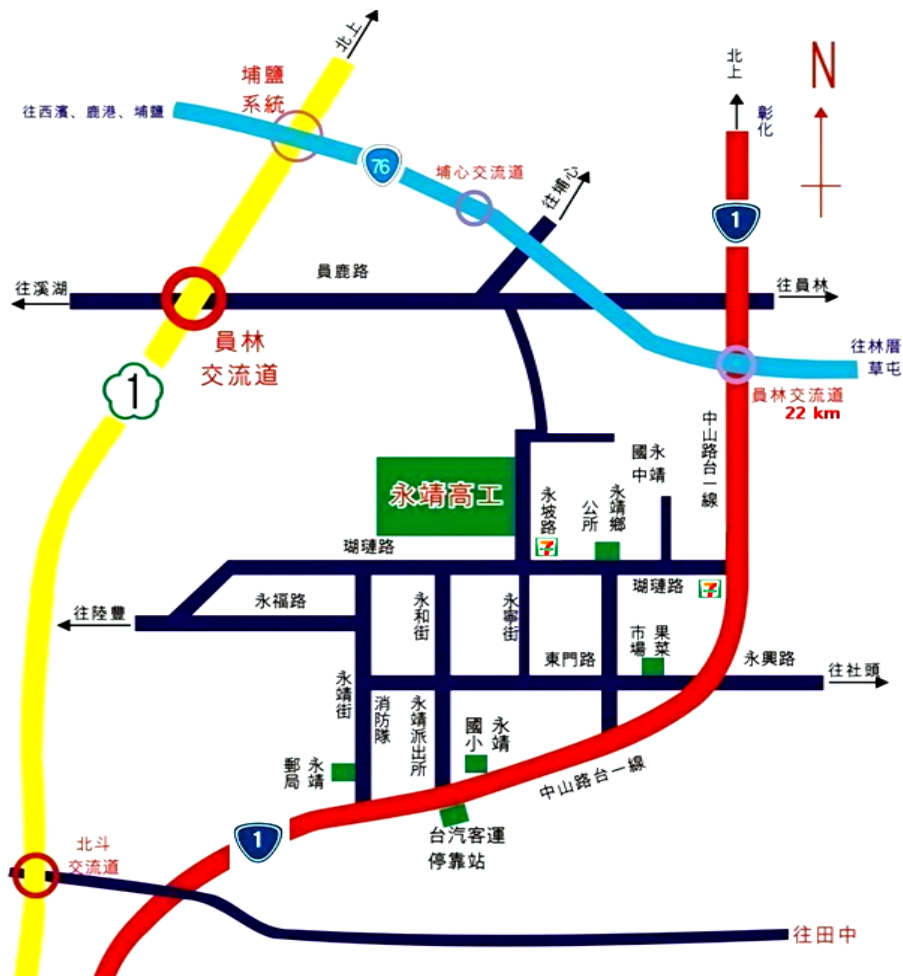 北上
埔鹽
系統
往西濱、鹿港、埔鹽
76
埔心交流道
往埔心
北上
彰化
N
1
員鹿路
往溪湖
往員林
員林
交流道
1
往林厝
草屯
員林交流道
22 km
中山路台一線
永靖
國中
永靖高工
永坡路
永靖鄉
公所
7
瑚璉路
瑚璉路
7
永福路
往陸豐
永和街
永寧街
東門路
果菜
市場
永興路
往社頭
永靖街
消防隊
永靖派出所
永靖
國小
永靖
郵局
中山路台一線
1
台汽客運
停靠站
北斗
交流道
往田中